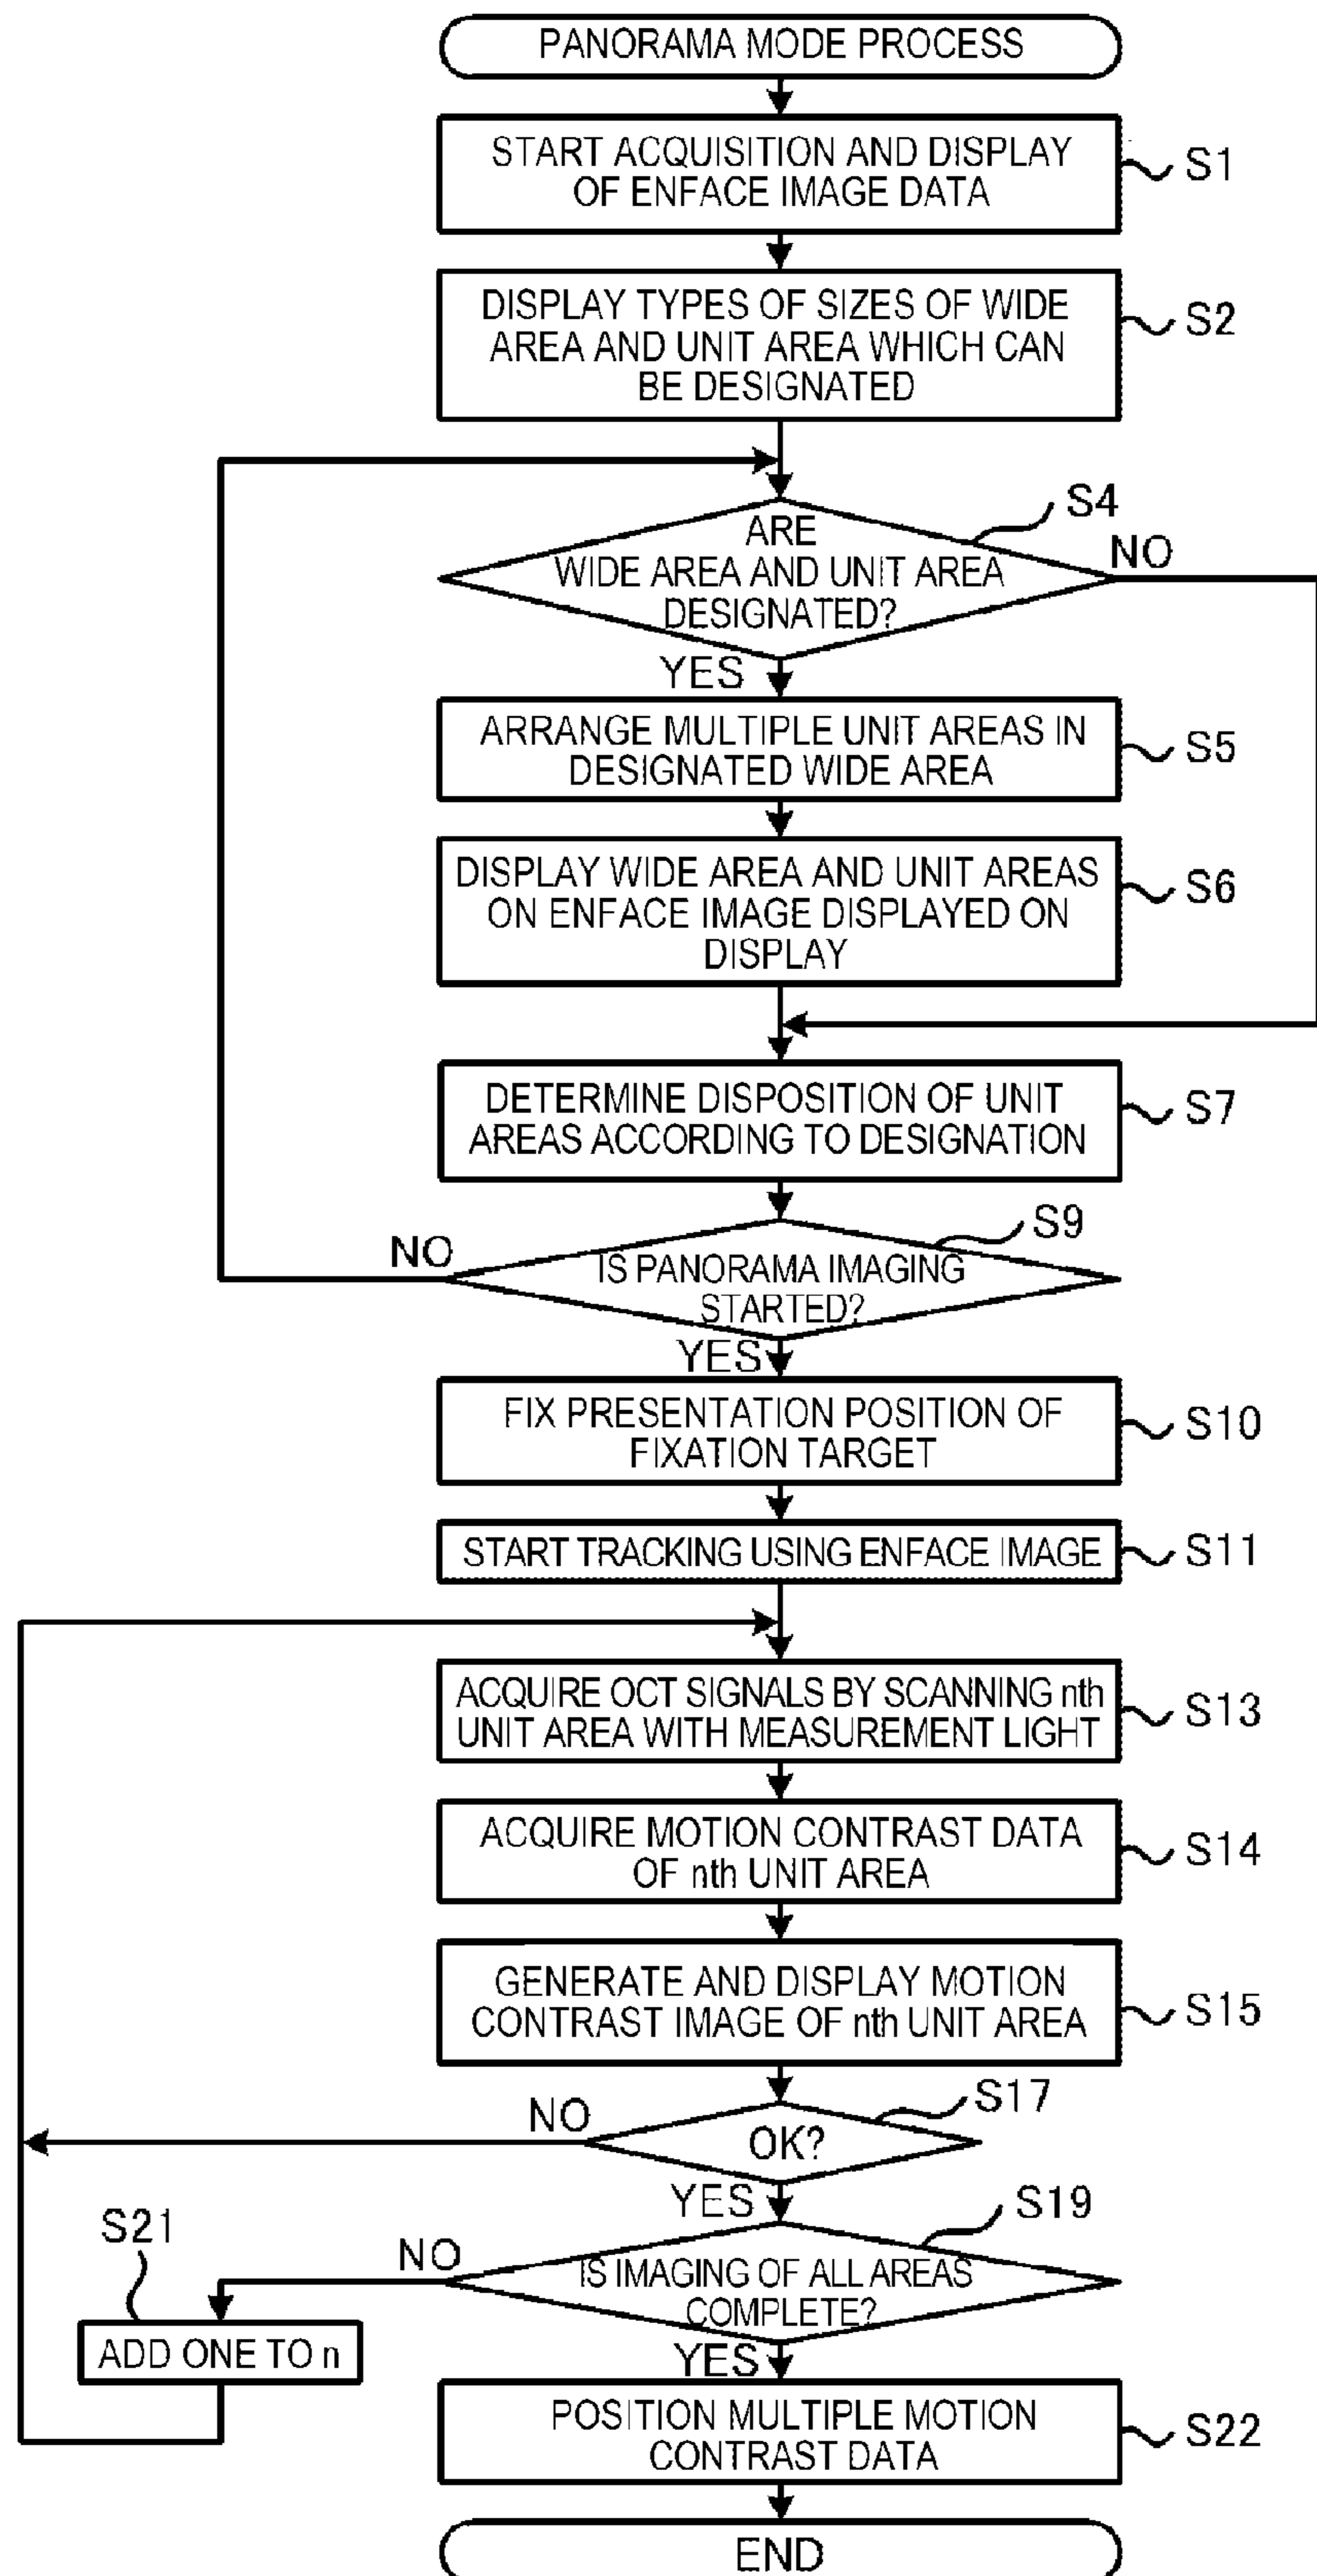 PANORAMA MODE PROCESS
START ACQUISITION AND DISPLAY
OF ENFACE IMAGE DATA
S1
DISPLAY TYPES OF SIZES OF WIDE
AREA AND UNIT AREA WHICH CAN
BE DESIGNATED
S2
S4
ARE
WIDE AREA AND UNIT AREA
DESIGNATED?
NO
YES
ARRANGE MULTIPLE UNIT AREAS IN
DESIGNATED WIDE AREA
S5
DISPLAY WIDE AREA AND UNIT AREAS
ON ENFACE IMAGE DISPLAYED ON
DISPLAY
S6
DETERMINE DISPOSITION OF UNIT
AREAS ACCORDING TO DESIGNATION
S7
S9
NO
IS PANORAMA IMAGING
STARTED?
YES
FIX PRESENTATION POSITION OF
FIXATION TARGET
S10
START TRACKING USING ENFACE IMAGE
S11
ACQUIRE OCT SIGNALS BY SCANNING nth
UNIT AREA WITH MEASUREMENT LIGHT
S13
ACQUIRE MOTION CONTRAST DATA
OF nth UNIT AREA
S14
GENERATE AND DISPLAY MOTION
CONTRAST IMAGE OF nth UNIT AREA
S15
S17
NO
OK?
YES
S19
S21
NO
IS IMAGING OF ALL AREAS
COMPLETE?
ADD ONE TO n
YES
POSITION MULTIPLE MOTION
CONTRAST DATA
S22
END